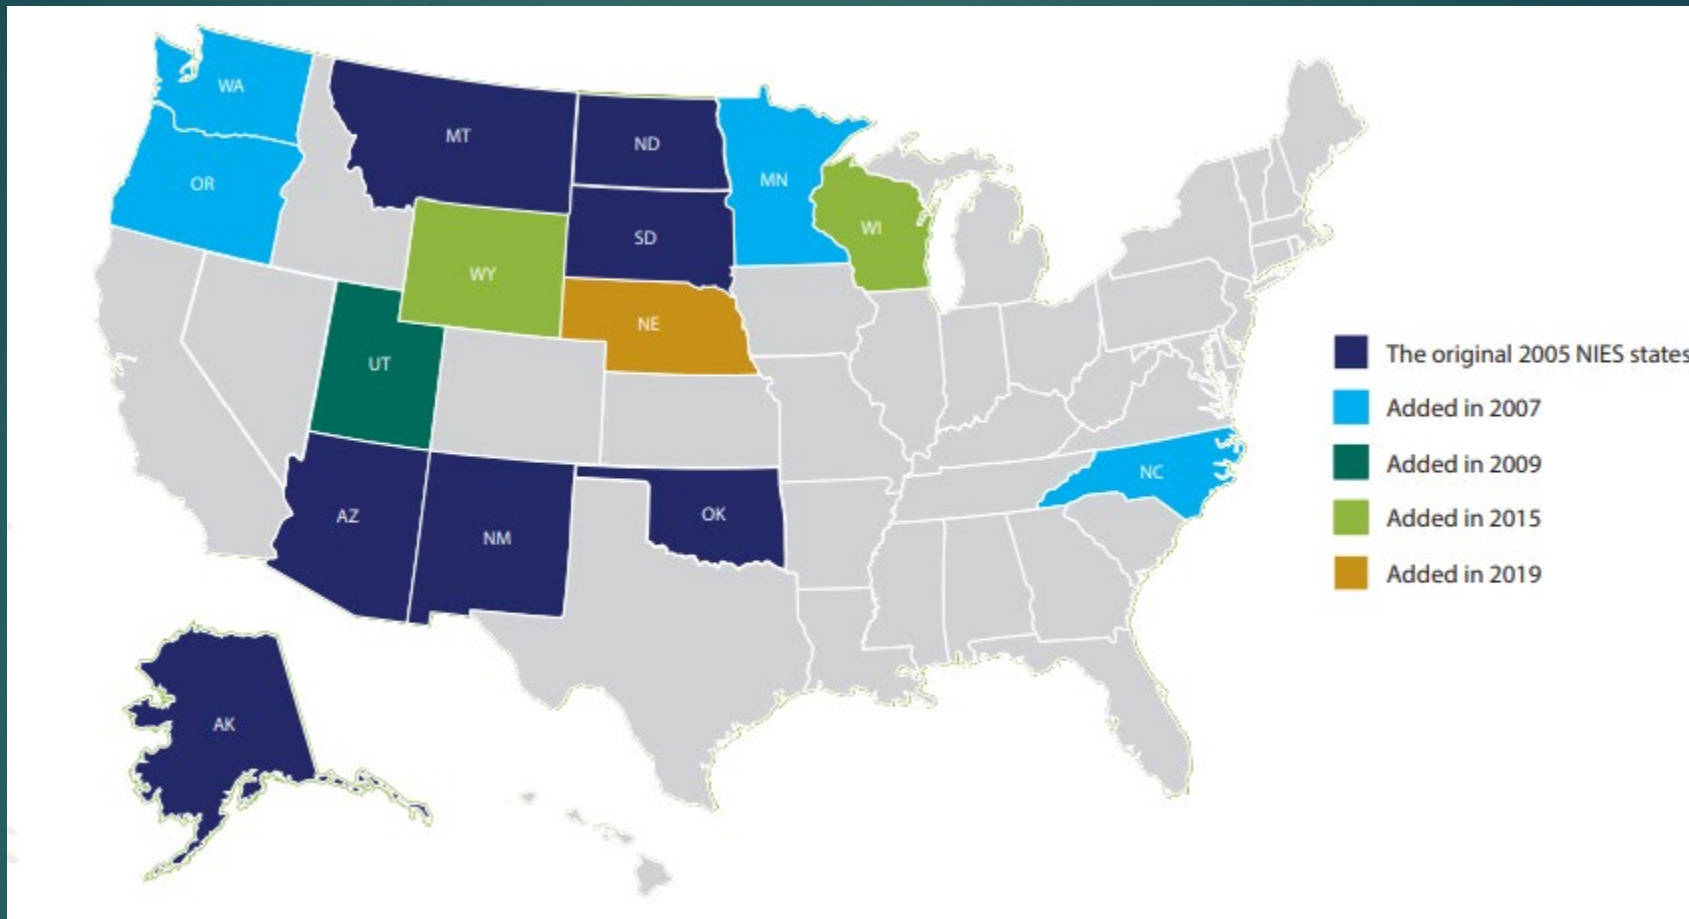 WA
MT
ND
OR
MN
SD
WI
WY
NE
UT
AZ
NM
OK
NC
AK
The original 2005 NIES states
Added in 2007
Added in 2009
Added in 2015
Added in 2019